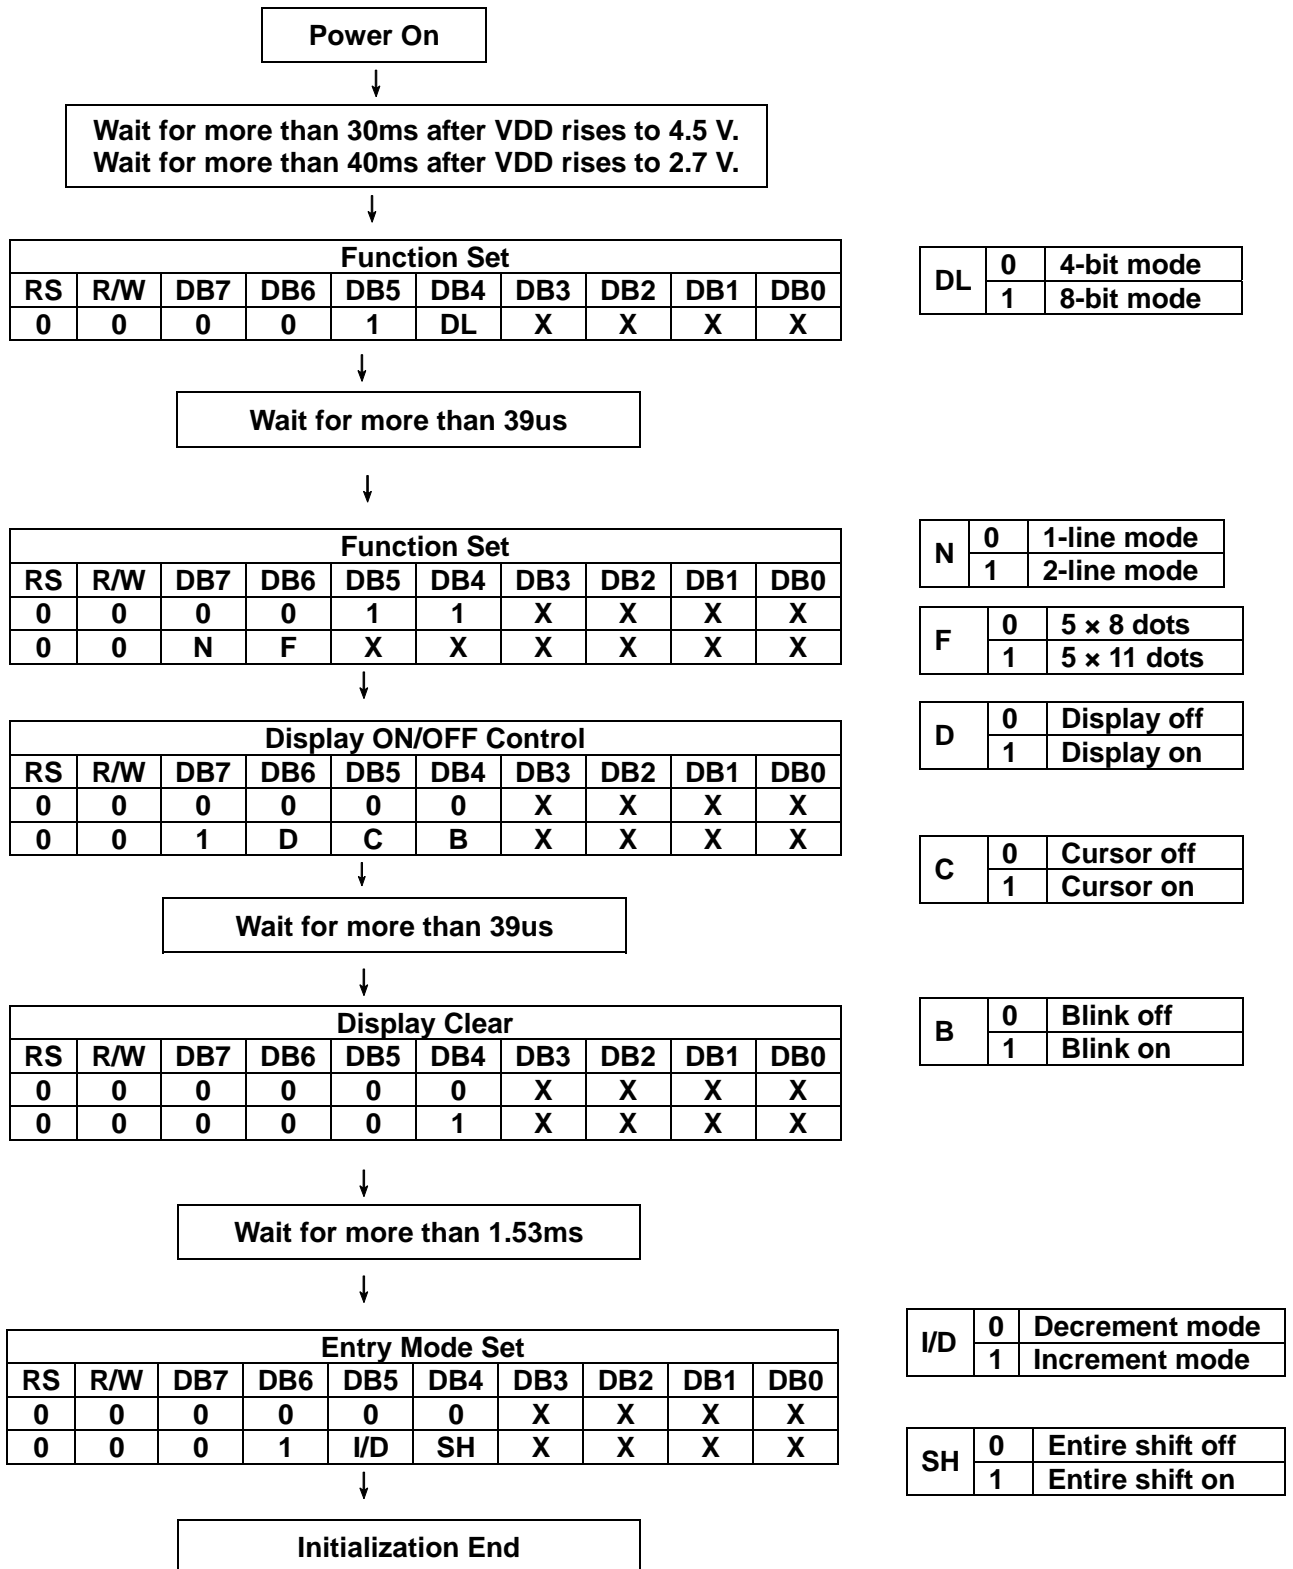 Power On
Wait for more than 30ms after VDD rises to 4.5 V.
Wait for more than 40ms after VDD rises to 2.7 V.
Function Set
RS R/W DB7 DB6 DB5 DB4 DB3 DB2 DB1 DB0
0 0 0 0 1 DL X X X X
DL 0 4-bit mode
1 8-bit mode
Wait for more than 39us
Function Set
RS R/W DB7 DB6 DB5 DB4 DB3 DB2 DB1 DB0
0 0 0 0 1 1 X X X X
0 0 N F X X X X X X
N 0 1-line mode
1 2-line mode
F 0 5 × 8 dots
1 5 × 11 dots
Display ON/OFF Control
RS R/W DB7 DB6 DB5 DB4 DB3 DB2 DB1 DB0
0 0 0 0 0 0 X X X X
0 0 1 D C B X X X X
D 0 Display off
1 Display on
C 0 Cursor off
1 Cursor on
Wait for more than 39us
Display Clear
RS R/W DB7 DB6 DB5 DB4 DB3 DB2 DB1 DB0
0 0 0 0 0 0 X X X X
0 0 0 0 0 1 X X X X
B 0 Blink off
1 Blink on
Wait for more than 1.53ms
Entry Mode Set
RS R/W DB7 DB6 DB5 DB4 DB3 DB2 DB1 DB0
0 0 0 0 0 0 X X X X
0 0 0 1 I/D SH X X X X
I/D 0 Decrement mode
1 Increment mode
SH 0 Entire shift off
1 Entire shift on
Initialization End